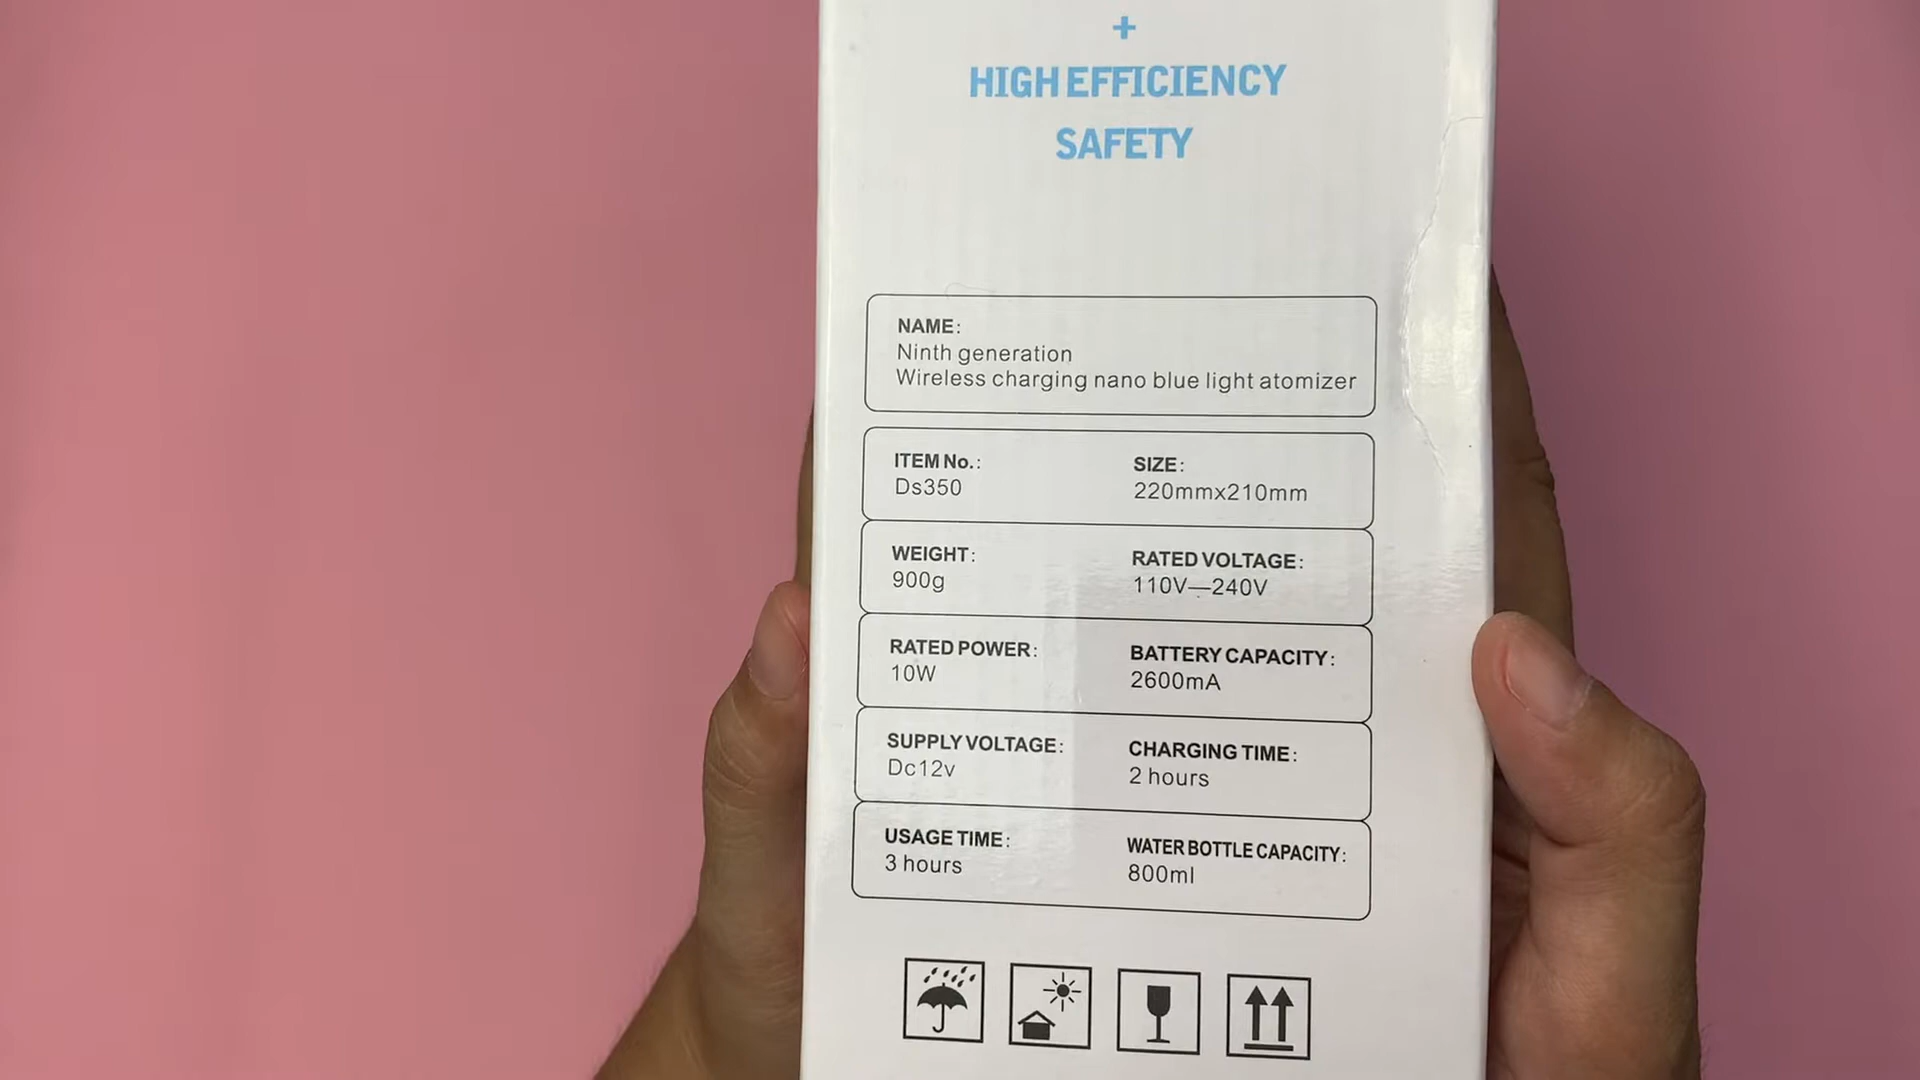 +
HIGH EFFICIENCY
SAFETY
NAME:
Ninth generation
Wireless charging nano blue light atomizer
ITEM No.:
Ds350
SIZE:
220mmx210mm
WEIGHT:
900g
RATED VOLTAGE:
110V—240V
RATED POWER:
10W
BATTERY CAPACITY:
2600mA
SUPPLY VOLTAGE:
Dc12v
CHARGING TIME:
2 hours
USAGE TIME:
3 hours
WATER BOTTLE CAPACITY:
800ml